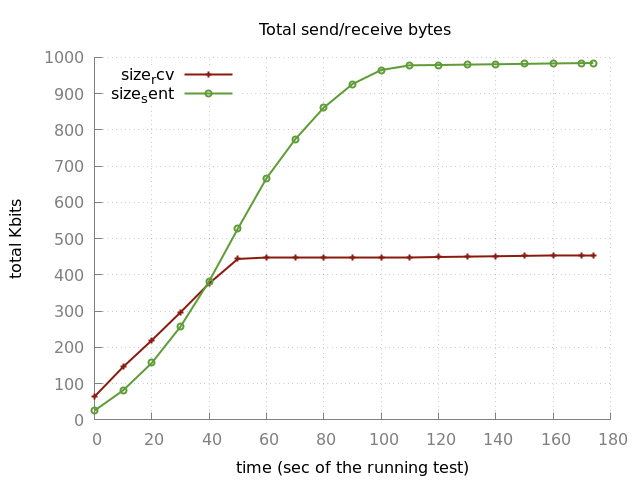 Total send/receive bytes
1000
900
800
700
600
500
400
300
200
100
0
size_rcv
size_sent
total Kbits
0 20 40 60 80 100 120 140 160 180
time (sec of the running test)